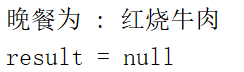 晚餐为 : 红烧牛肉
result = null